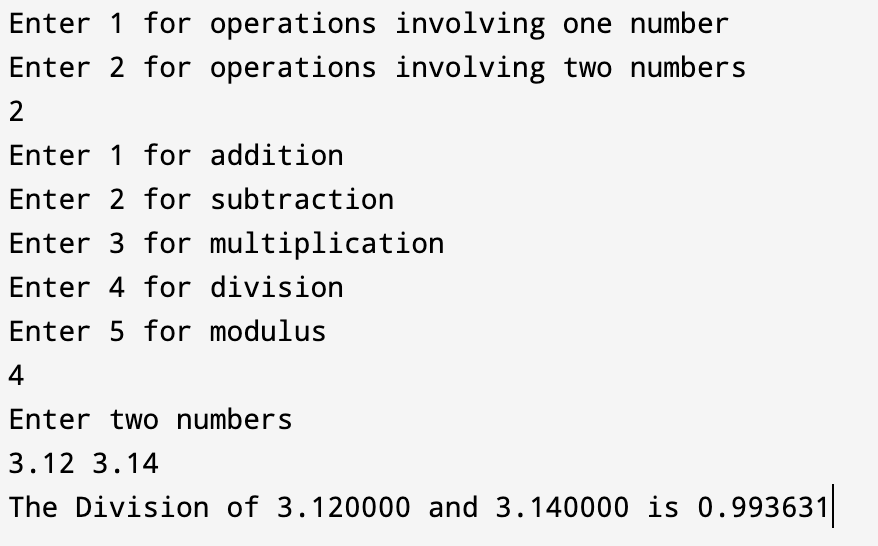 Enter 1 for operations involving one number
Enter 2 for operations involving two numbers
2
Enter 1 for addition
Enter 2 for subtraction
Enter 3 for multiplication
Enter 4 for division
Enter 5 for modulus
4
Enter two numbers
3.12 3.14
The Division of 3.120000 and 3.140000 is 0.993631